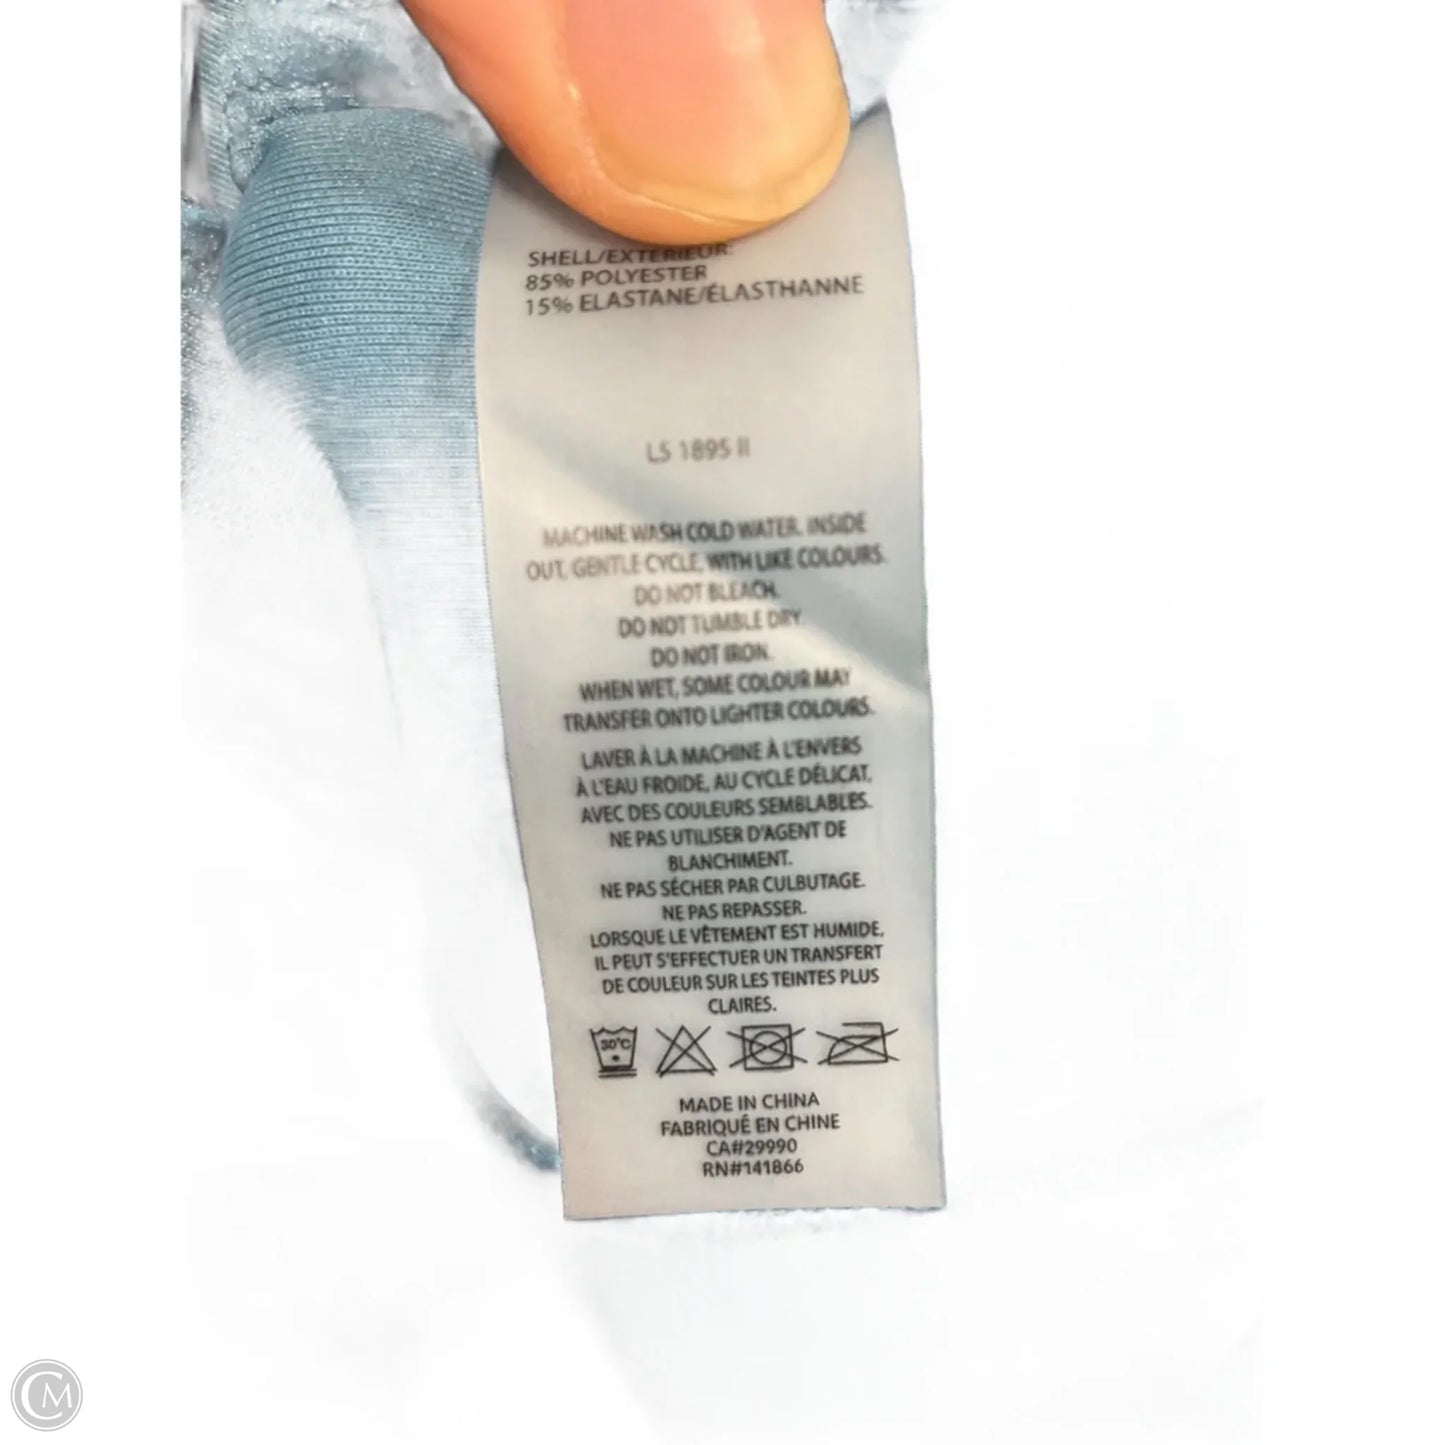 SHELL/EXTÉRIEUR:
85% POLYESTER
15% ELASTANE/ÉLASTHANNE
LS 1895 II
MACHINE WASH COLD WATER. INSIDE
OUT, GENTLE CYCLE, WITH LIKE COLOURS.
DO NOT BLEACH.
DO NOT TUMBLE DRY.
DO NOT IRON.
WHEN WET, SOME COLOUR MAY
TRANSFER ONTO LIGHTER COLOURS.
LAVER À LA MACHINE À L'ENVERS
À L'EAU FROIDE, AU CYCLE DÉLICAT,
AVEC DES COULEURS SEMBLABLES.
NE PAS UTILISER D'AGENT DE
BLANCHIMENT.
NE PAS SÉCHER PAR CULBUTAGE.
NE PAS REPASSER.
LORSQUE LE VÊTEMENT EST HUMIDE,
IL PEUT S'EFFECTUER UN TRANSFERT
DE COULEUR SUR LES TEINTES PLUS
CLAIRES.
30°C
MADE IN CHINA
FABRIQUÉ EN CHINE
CA#29990
RN#141866
CM